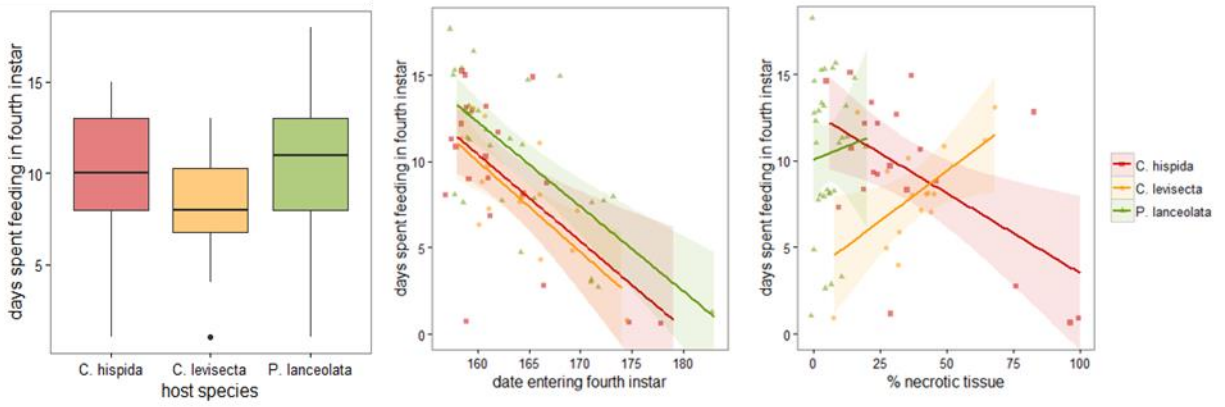 days spent feeding in fourth instar
15
10
5
C. hispida C. levisecta P. lanceolata
host species
days spent feeding in fourth instar
15
10
5
0
160 165 170 175 180
date entering fourth instar
days spent feeding in fourth instar
15
10
5
0
0 25 50 75 100
% necrotic tissue
C. hispida
C. levisecta
P. lanceolata